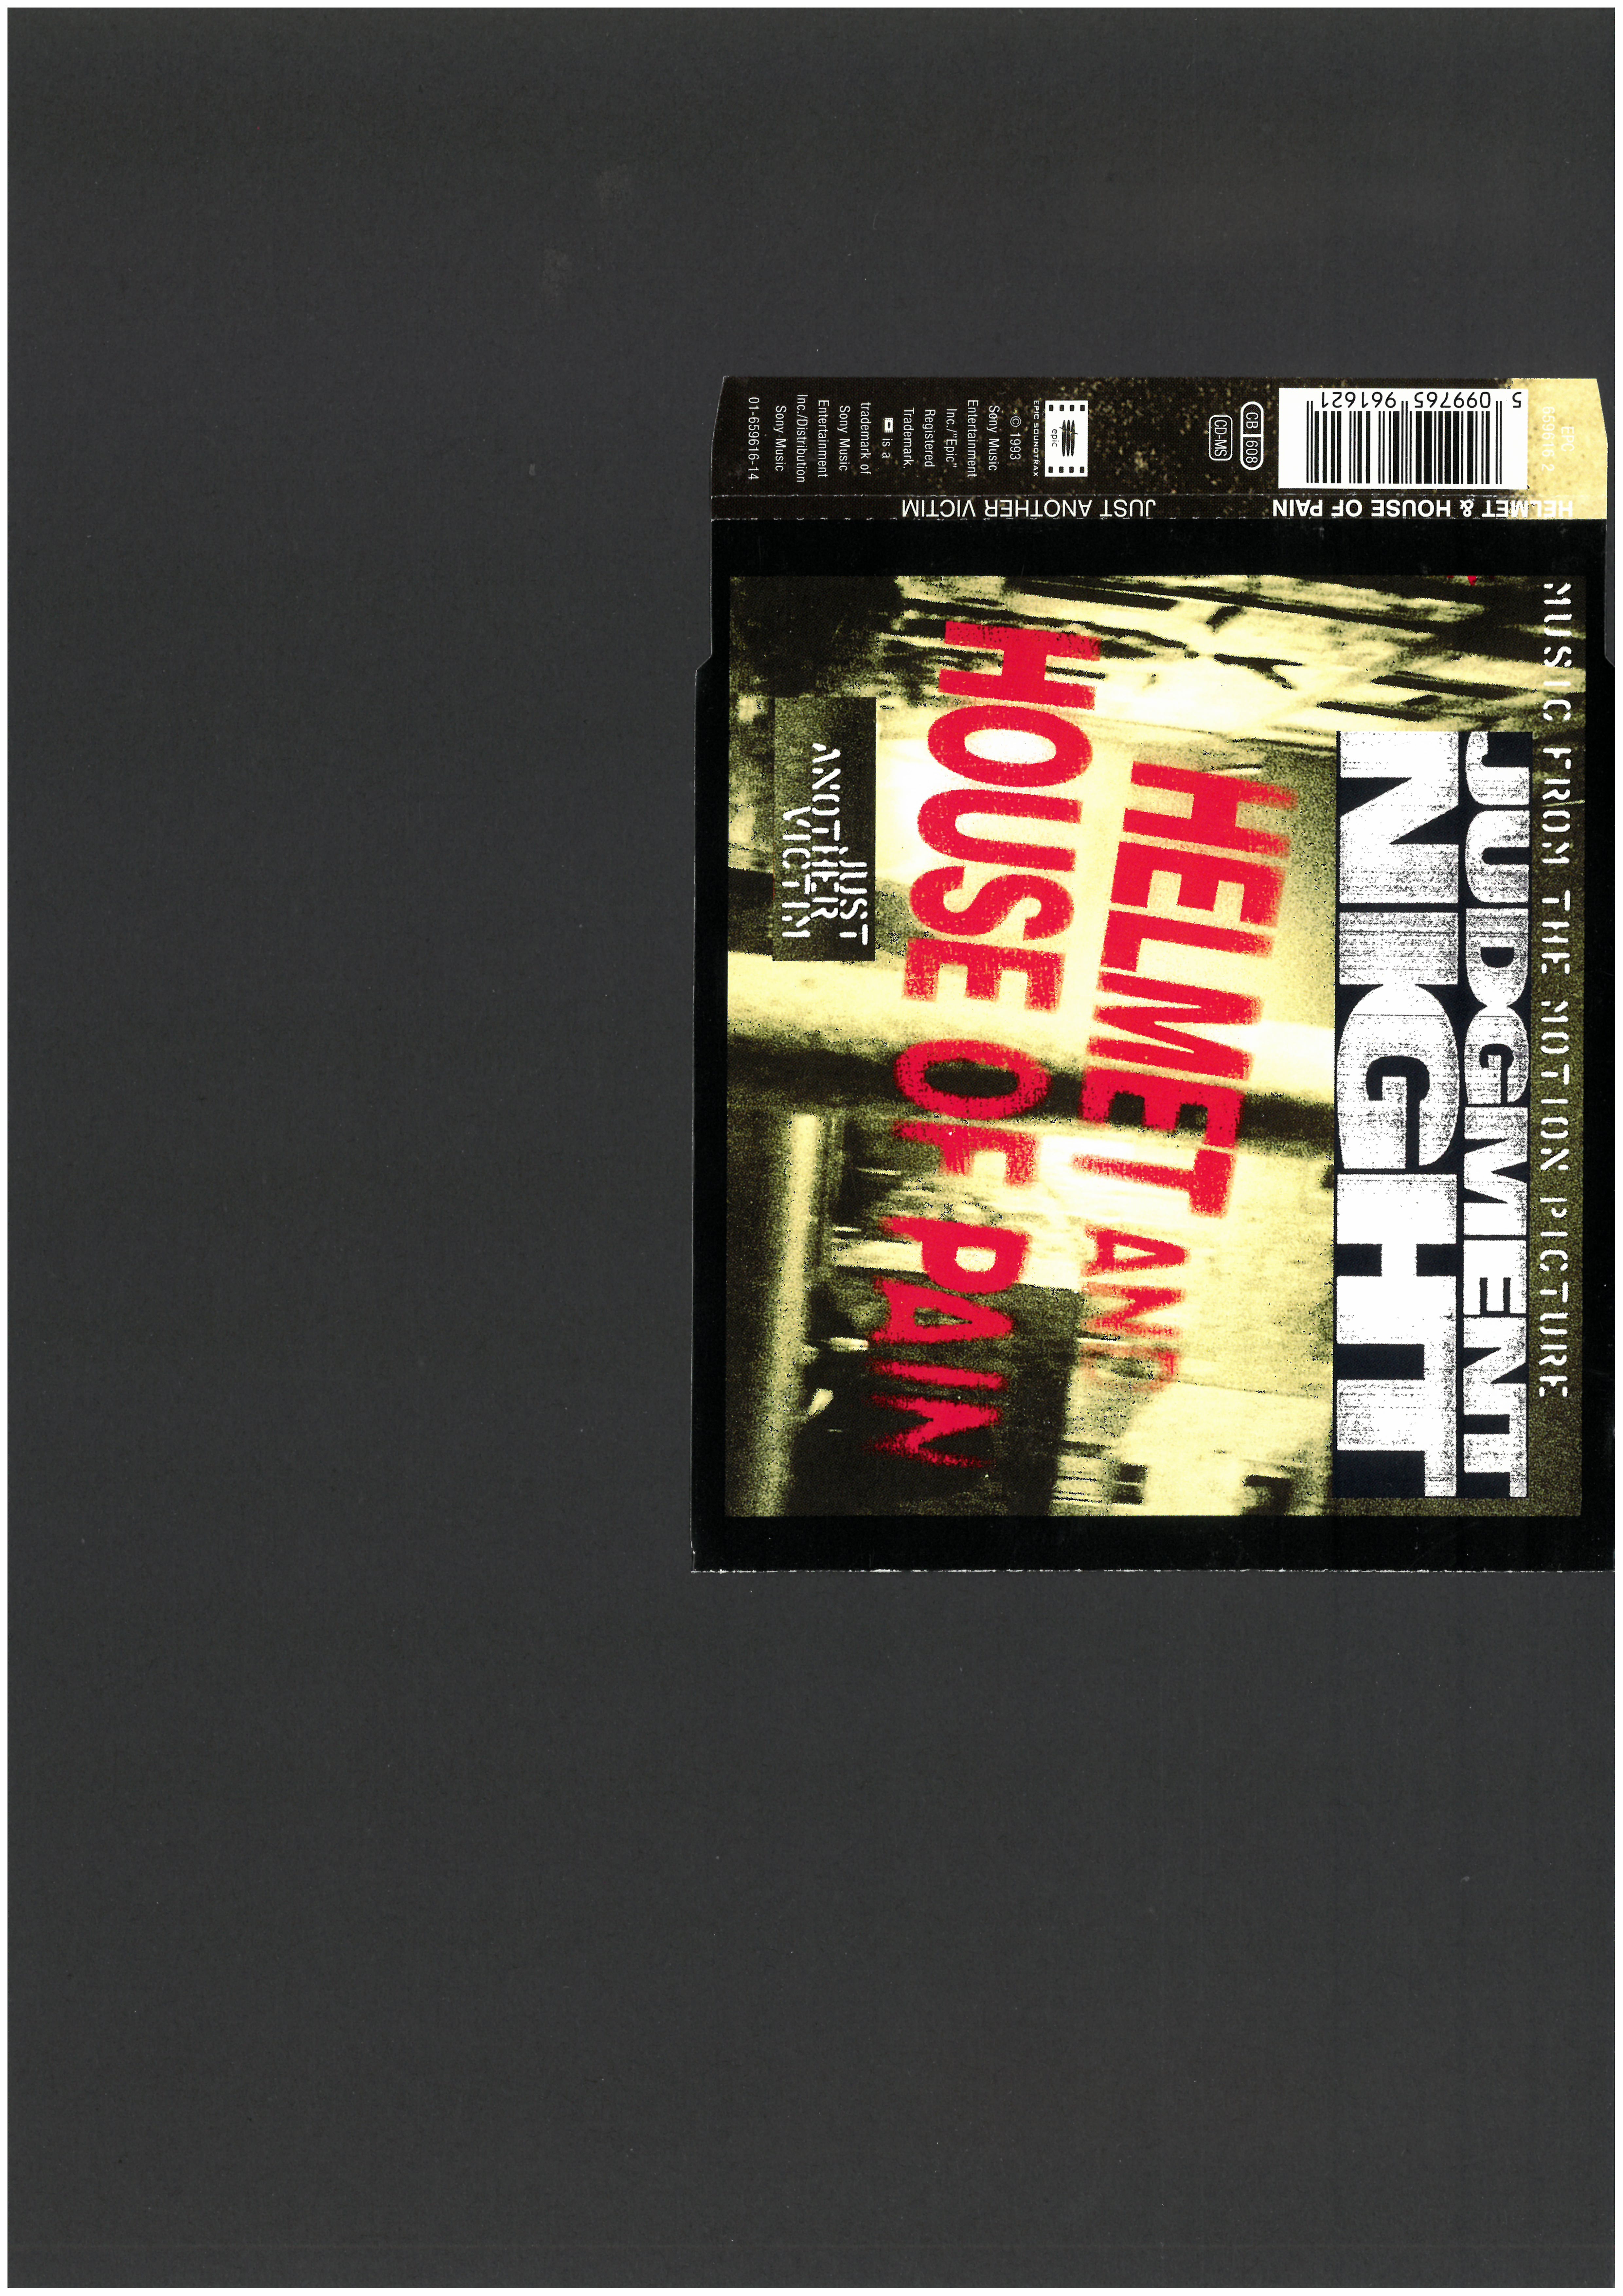 MUSIC FROM THE MOTION PICTURE
JUDGMENT
NIGHT
HELMET AND
HOUSE OF PAIN
JUST
ANOTHER
VICTIM
HELMET & HOUSE OF PAIN
JUST ANOTHER VICTIM
EPC
659616 2
5 099765 961621
CB 608
CD-MS
epic
EPIC SOUNDTRAX
© 1993
Sony Music
Entertainment
Inc./"Epic"
Registered
Trademark.
is a
trademark of
Sony Music
Entertainment
Inc./Distribution
Sony Music
01-659616-14